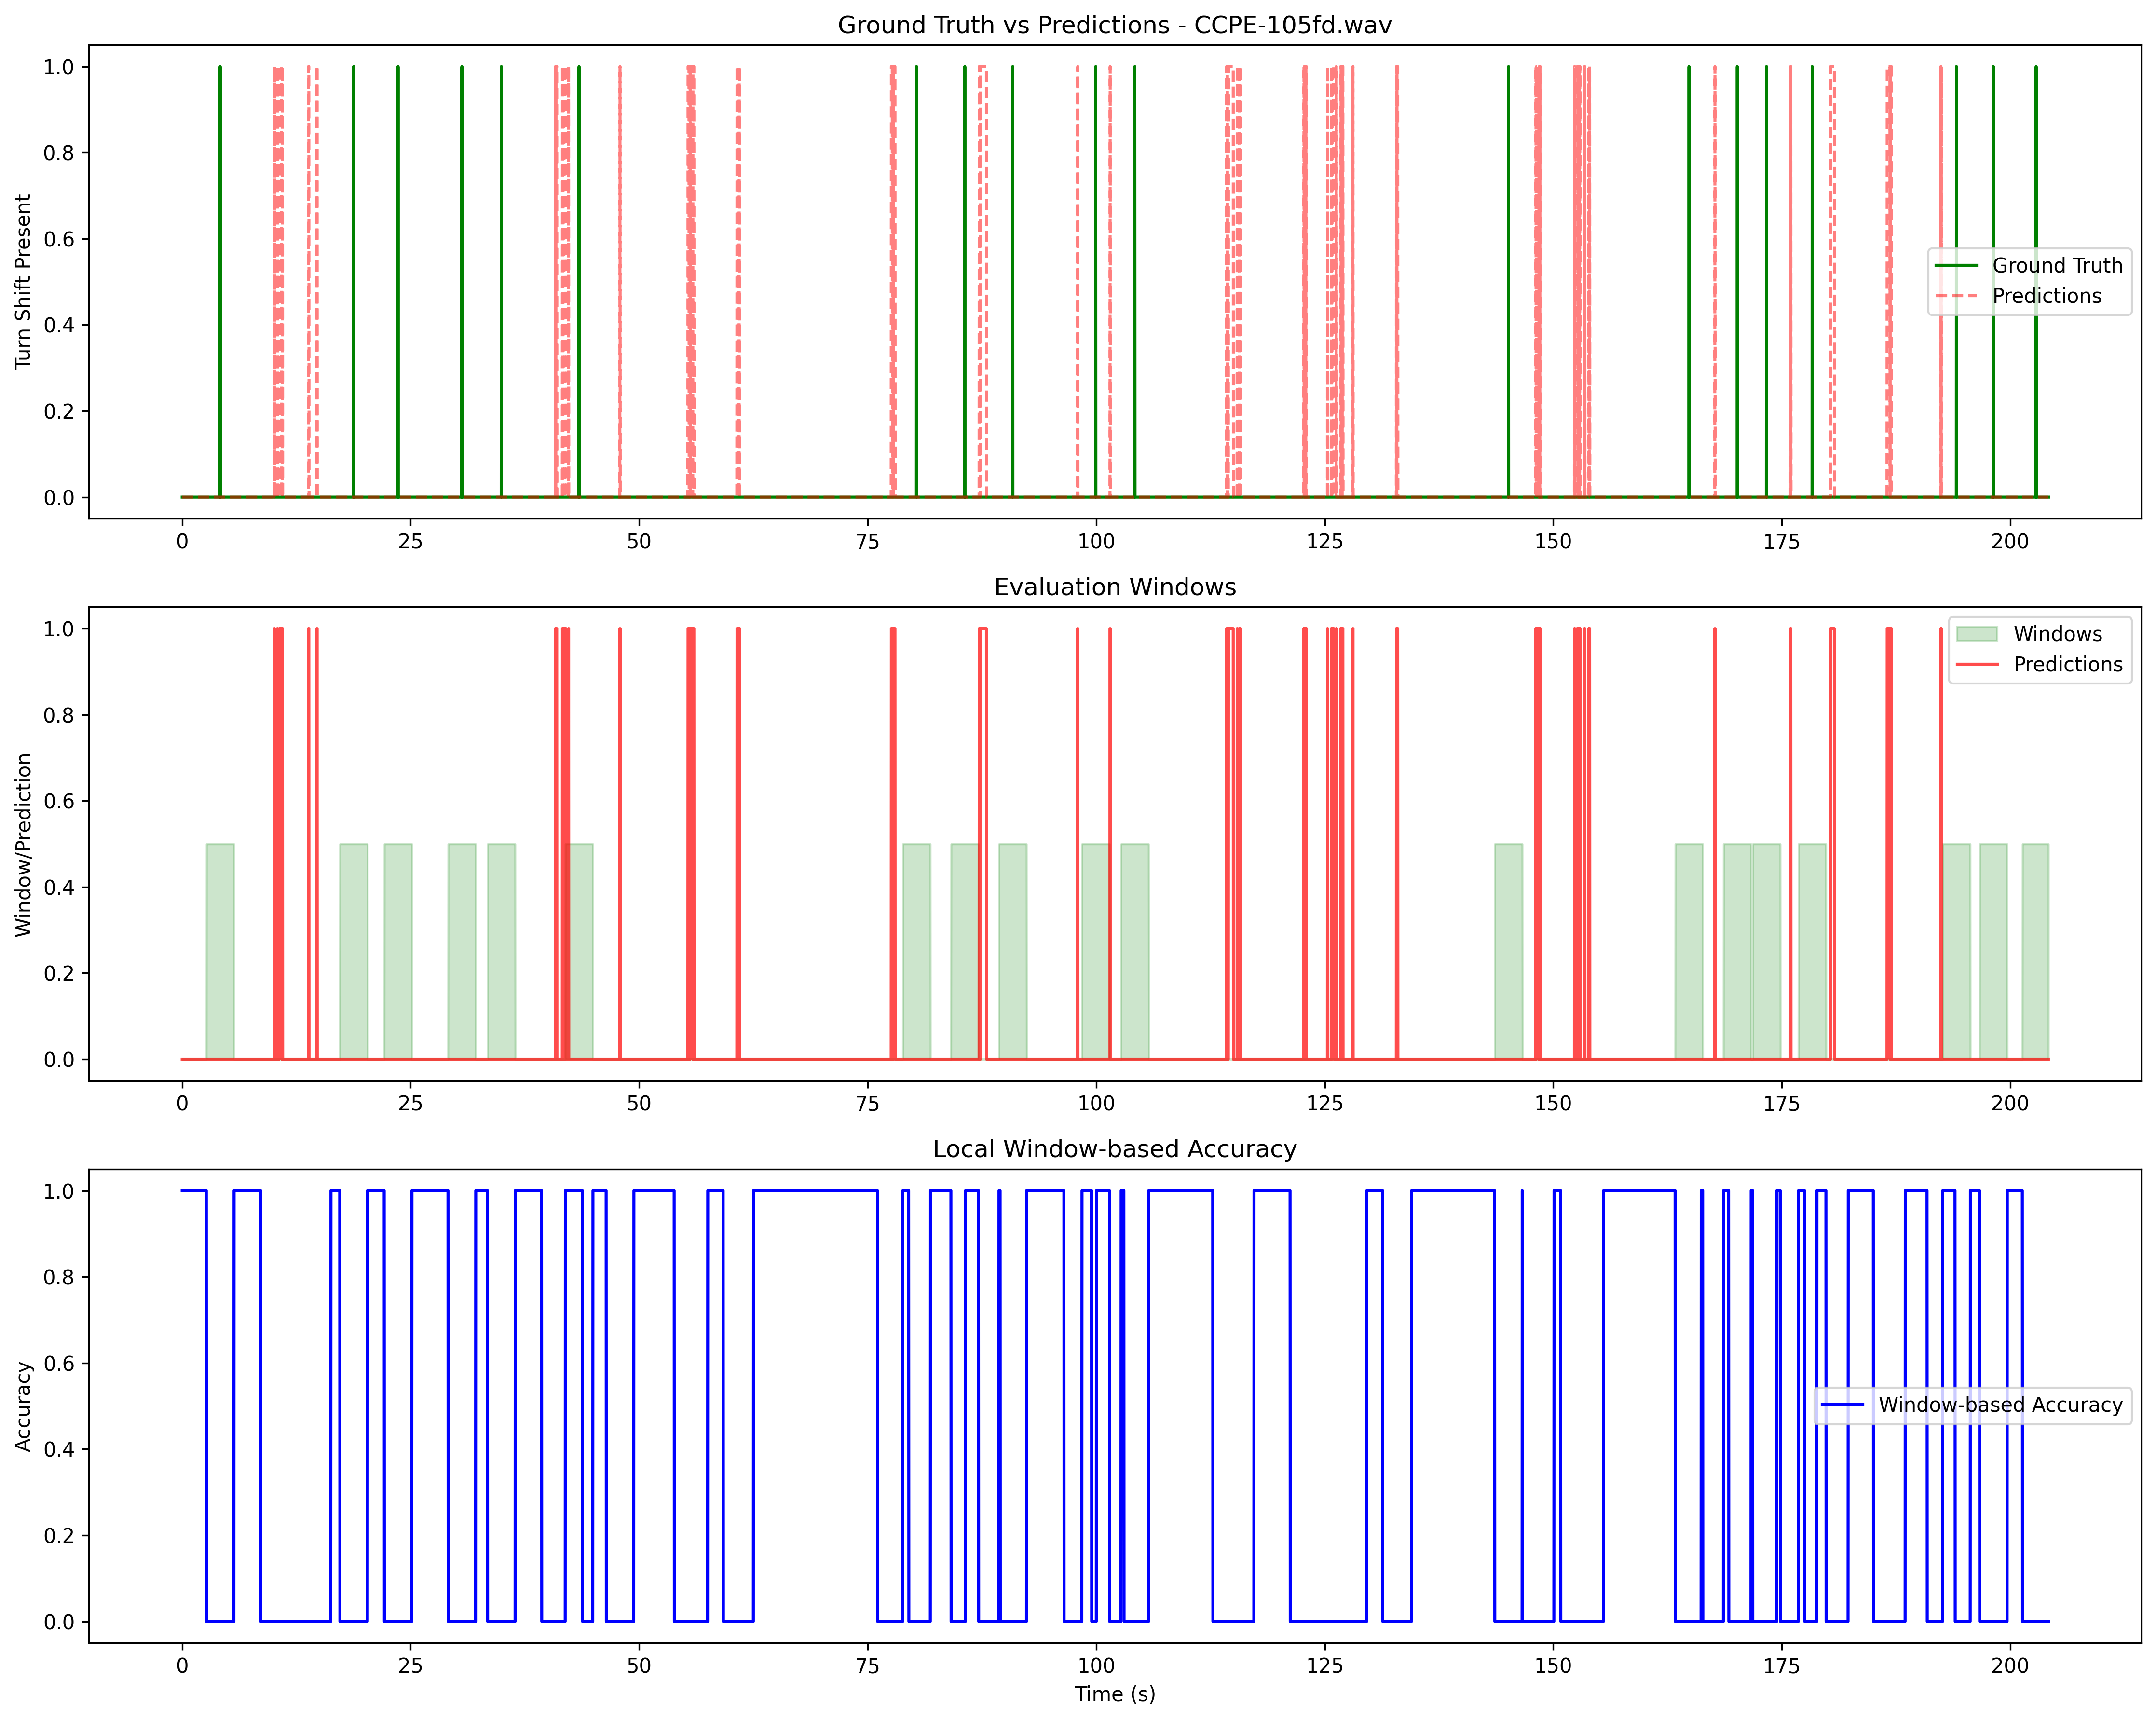 Ground Truth vs Predictions - CCPE-105fd.wav
1.0
0.8
0.6
0.4
0.2
0.0
Turn Shift Present
Ground Truth
Predictions
0 25 50 75 100 125 150 175 200
Evaluation Windows
1.0
0.8
0.6
0.4
0.2
0.0
Window/Prediction
Windows
Predictions
0 25 50 75 100 125 150 175 200
Local Window-based Accuracy
1.0
0.8
0.6
0.4
0.2
0.0
Accuracy
Window-based Accuracy
0 25 50 75 100 125 150 175 200
Time (s)